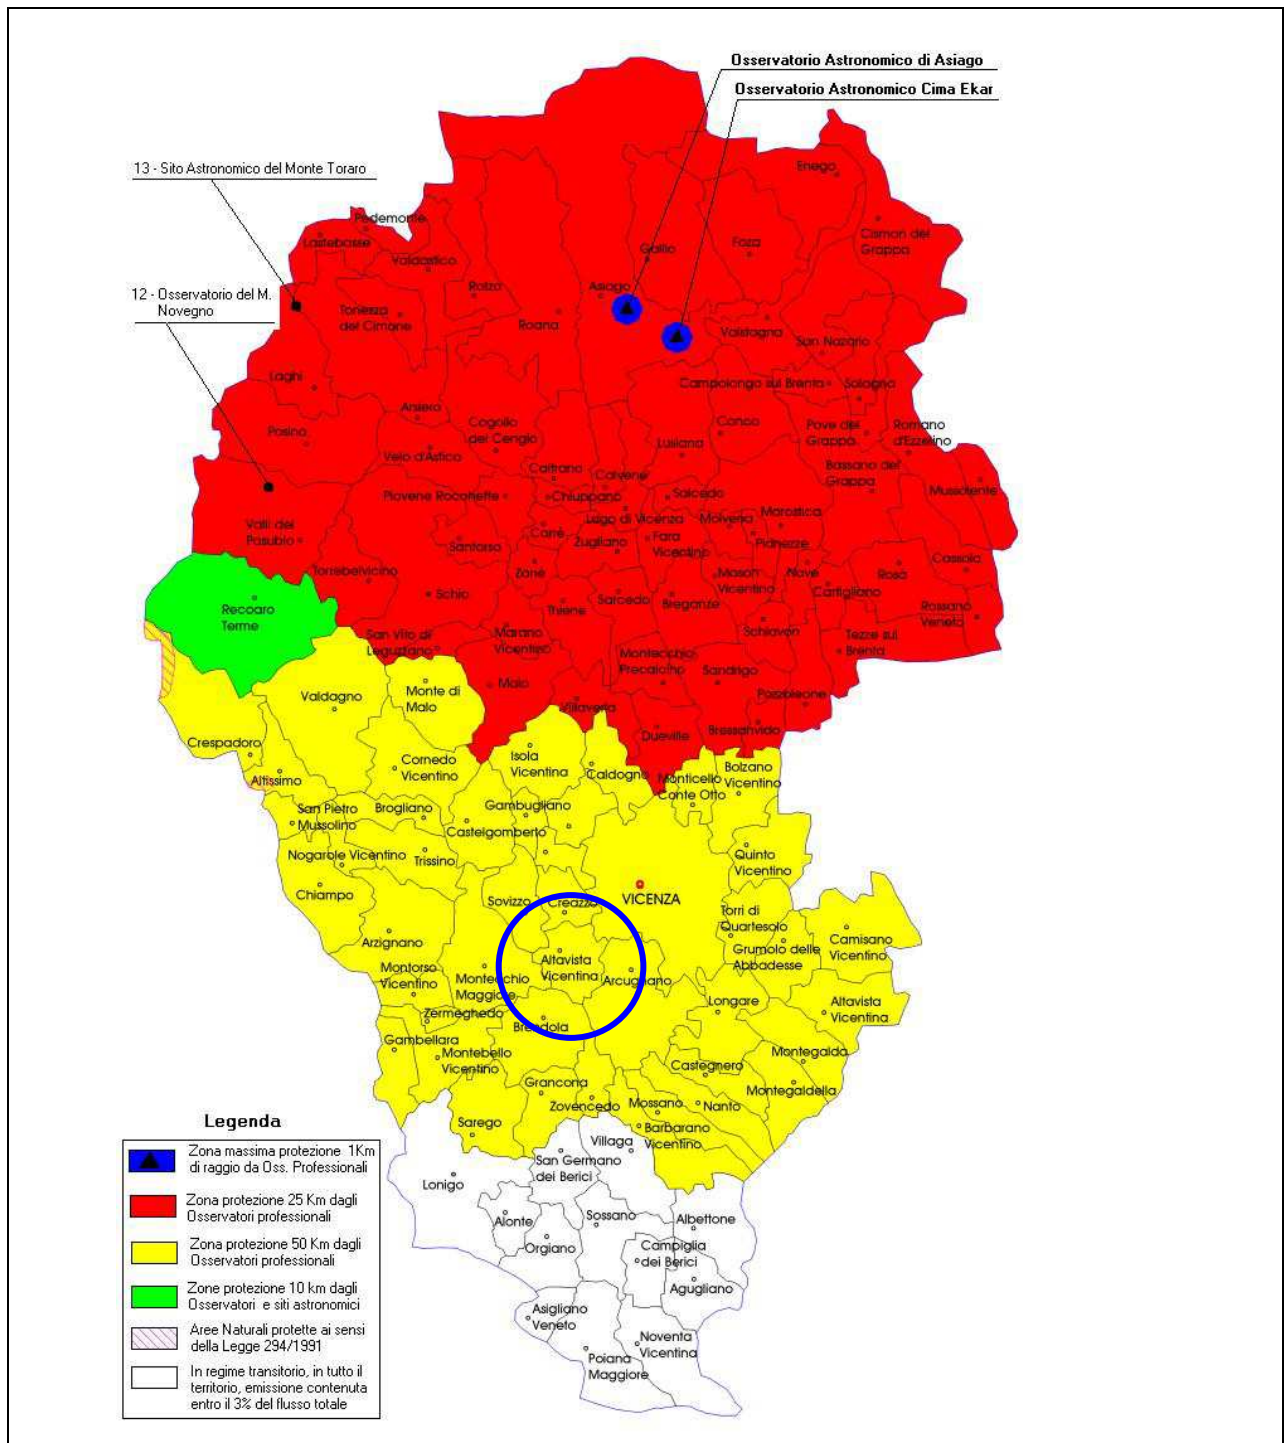 Osservatorio Astronomico di Asiago
Osservatorio Astronomico Cima Ekar
13 - Sito Astronomico del Monte Toraro
12 - Osservatorio del M.
Novegno
Enego
Pedemonte
Lastebasse
Cismon del
Grappa
Foza
Gallio
Valdastico
Rotzo
Asiago
Tonezza
del Cimone
Roana
Valstagna
San Nazario
Laghi
Campolongo sul Brenta
Sologna
Arsiero
Cogollo
del Cengio
Conco
Pove del
Grappa
Romano
d'Ezzelino
Posina
Lusiana
Velo d'Astico
Caltrano
Calvene
Bassano del
Grappa
Mussolente
Piovene Rocchette
Chiuppano
Salcedo
Lugo di Vicenza
Molvena
Marostica
Valli del
Pasubio
Carrè
Zugliano
Fara
Vicentino
Pianezze
Santorso
Cassola
Torrebelvicino
Zanè
Mason
Vicentino
Nove
Rosà
Cartigliano
Schio
Sarcedo
Breganze
Thiene
Recoaro
Terme
Rossano
Veneto
San Vito di
Leguzzano
Marano
Vicentino
Schiavon
Tezze sul
Brenta
Montecchio
Precalcino
Sandrigo
Malo
Valdagno
Monte di
Malo
Villaverla
Pozzoleone
Dueville
Bressanvido
Crespadoro
Isola
Vicentina
Cornedo
Vicentino
Altissimo
Caldogno
Monticello
Conte Otto
Bolzano
Vicentino
San Pietro
Mussolino
Brogliano
Gambugliano
Castelgomberto
Nogarole Vicentino
Trissino
Quinto
Vicentino
Chiampo
Sovizzo
Creazzo
VICENZA
Torri di
Quartesolo
Arzignano
Grumolo delle
Abbadesse
Camisano
Vicentino
Altavista
Vicentina
Montorso
Vicentino
Montecchio
Maggiore
Arcugnano
Longare
Altavista
Vicentina
Zermeghedo
Brendola
Gambellara
Montebello
Vicentino
Montegalda
Castegnero
Montegaldella
Grancona
Zovencedo
Mossano
Nanto
Sarego
Barbarano
Vicentino
Villaga
San Germano
dei Berici
Lonigo
Alonte
Sossano
Albettone
Orgiano
Campiglia
dei Berici
Agugliano
Asigliano
Veneto
Noventa
Vicentina
Poiana
Maggiore
Legenda
Zona massima protezione 1Km
di raggio da Oss. Professionali
Zona protezione 25 Km dagli
Osservatori professionali
Zona protezione 50 Km dagli
Osservatori professionali
Zone protezione 10 km dagli
Osservatori e siti astronomici
Aree Naturali protette ai sensi
della Legge 294/1991
In regime transitorio, in tutto il
territorio, emissione contenuta
entro il 3% del flusso totale